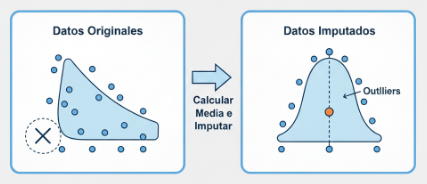 Datos Originales
Calcular
Media e
Imputar
Datos Imputados
Outlliers